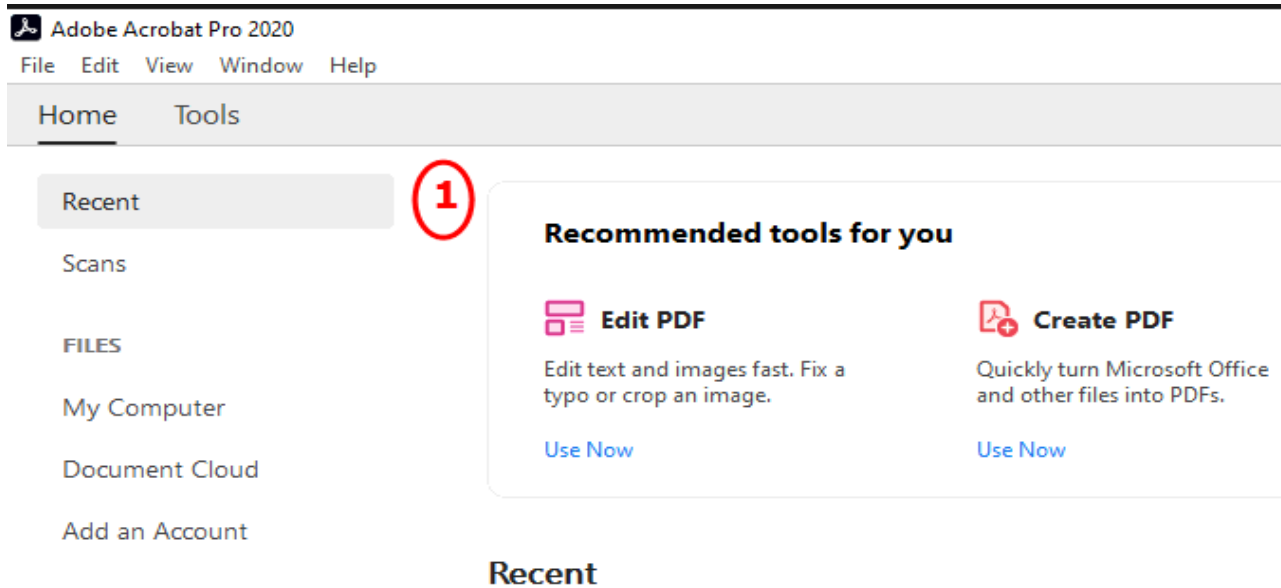 Adobe Acrobat Pro 2020
File Edit View Window Help
Home Tools
Recent
1
Scans
FILES
My Computer
Document Cloud
Add an Account
Recommended tools for you
Edit PDF
Edit text and images fast. Fix a
typo or crop an image.
Use Now
Create PDF
Quickly turn Microsoft Office
and other files into PDFs.
Use Now
Recent